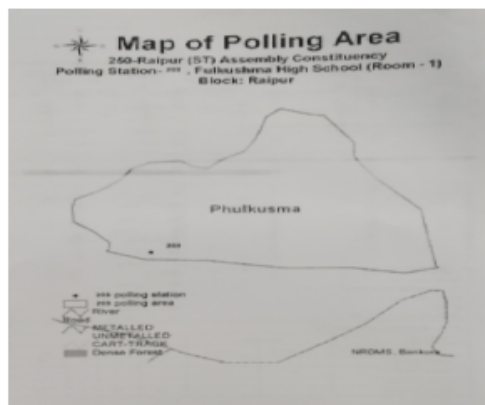 Map of Polling Area
250-Raipur (ST) Assembly Constituency
Polling Station- , Fulkushma High School (Room - 1)
Block: Raipur
Phulkusma
polling station
polling area
River
Road
METALLED
UNMETALLED
CART-TRACK
Dense Forest
NRDMS, Bankura